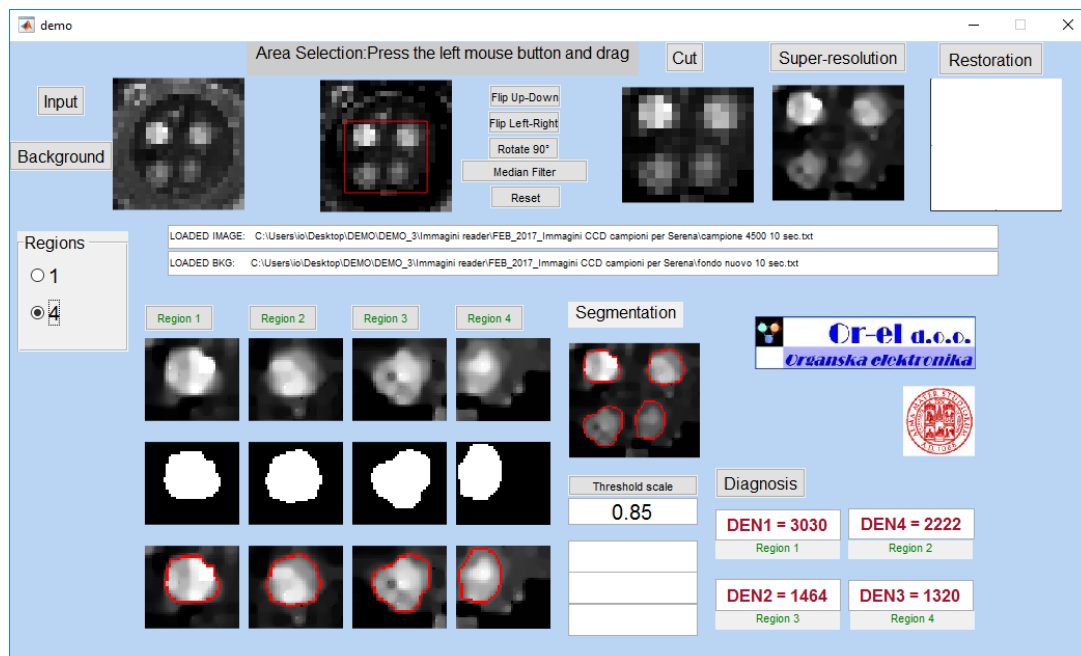 demo
Area Selection:Press the left mouse button and drag
Cut
Super-resolution
Restoration
Input
Background
Flip Up-Down
Flip Left-Right
Rotate 90°
Median Filter
Reset
LOADED IMAGE: C:\Users\io\Desktop\DEMO\DEMO_3\Immagini reader\FEB_2017_Immagini CCD campioni per Serena\campione 4500 10 sec.txt
LOADED BKG: C:\Users\io\Desktop\DEMO\DEMO_3\Immagini reader\FEB_2017_Immagini CCD campioni per Serena\fondo nuovo 10 sec.txt
Regions
1
4
Region 1
Region 2
Region 3
Region 4
Segmentation
Or-el d.o.o.
Organska elektronika
Threshold scale
0.85
Diagnosis
DEN1 = 3030
Region 1
DEN4 = 2222
Region 2
DEN2 = 1464
Region 3
DEN3 = 1320
Region 4